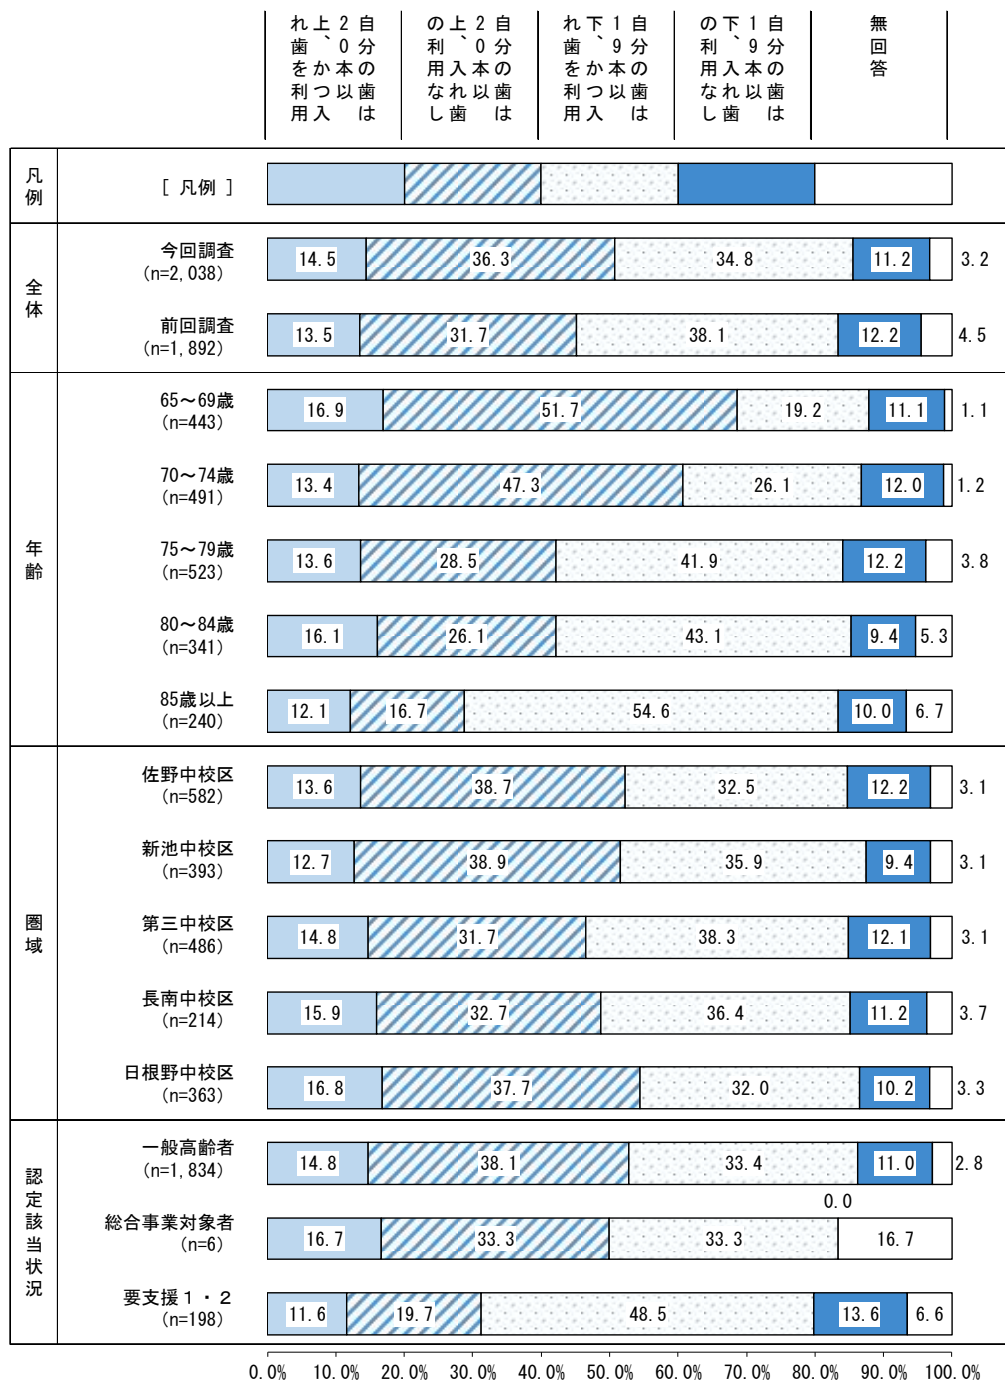 自分の歯は
20本以
上、かつ入
れ歯を利用
自分の歯は
20本以
上、入れ歯
の利用なし
自分の歯は
19本以
下、かつ入
れ歯を利用
自分の歯は
19本以
下、入れ歯
の利用なし
無回答
凡例
[ 凡例 ]
全体
今回調査
(n=2,038)
14.5 36.3 34.8 11.2 3.2
前回調査
(n=1,892)
13.5 31.7 38.1 12.2 4.5
年齢
65～69歳
(n=443)
16.9 51.7 19.2 11.1 1.1
70～74歳
(n=491)
13.4 47.3 26.1 12.0 1.2
75～79歳
(n=523)
13.6 28.5 41.9 12.2 3.8
80～84歳
(n=341)
16.1 26.1 43.1 9.4 5.3
85歳以上
(n=240)
12.1 16.7 54.6 10.0 6.7
圏域
佐野中校区
(n=582)
13.6 38.7 32.5 12.2 3.1
新池中校区
(n=393)
12.7 38.9 35.9 9.4 3.1
第三中校区
(n=486)
14.8 31.7 38.3 12.1 3.1
長南中校区
(n=214)
15.9 32.7 36.4 11.2 3.7
日根野中校区
(n=363)
16.8 37.7 32.0 10.2 3.3
認定該当状況
一般高齢者
(n=1,834)
14.8 38.1 33.4 11.0 2.8
総合事業対象者
(n=6)
0.0
16.7 33.3 33.3 16.7
要支援１・２
(n=198)
11.6 19.7 48.5 13.6 6.6
0.0% 10.0% 20.0% 30.0% 40.0% 50.0% 60.0% 70.0% 80.0% 90.0% 100.0%